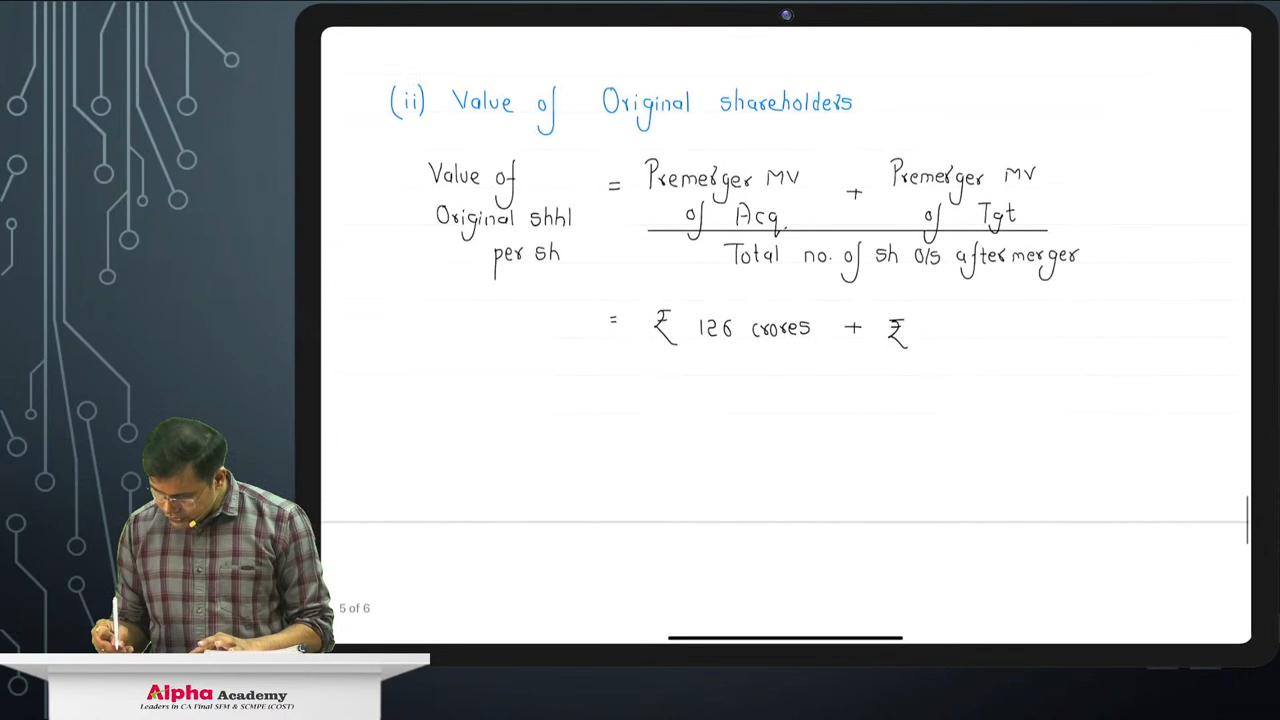 (ii) Value of Original shareholders
Value of Original shhl per sh = Premerger MV of Acq. + Premerger MV of Tgt
Total no. of sh o/s after merger
= ₹ 126 crores + ₹
5 of 6
Alpha Academy
Leaders in CA Final SFM & SCMPE (COST)